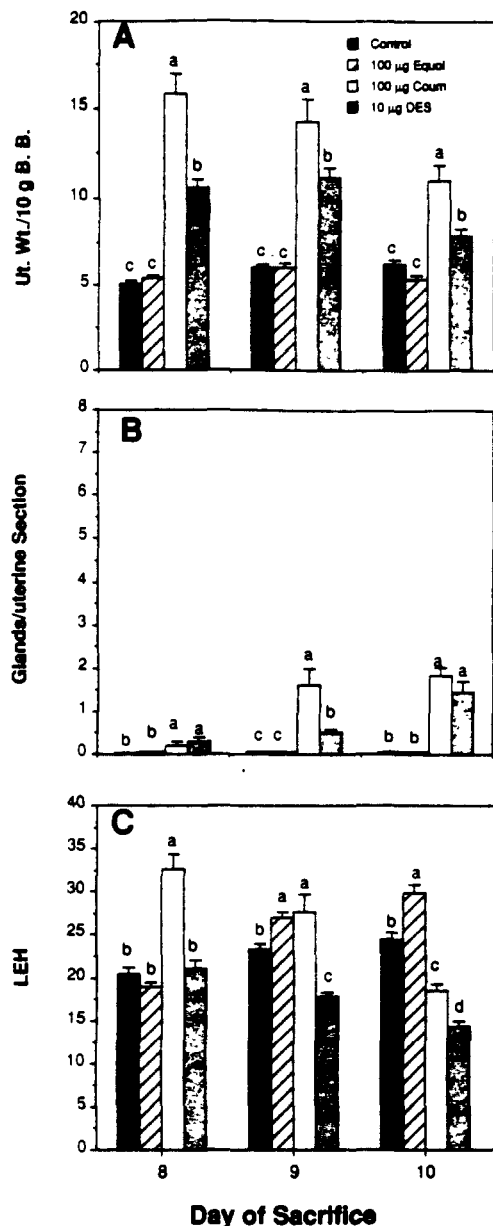 A
Control
100 µg Equol
100 µg Coum
10 µg DES
Ut. Wt./10 g B. B.
20
15
10
5
0
c c a b
c c a b
c c a b
B
Glands/uterine Section
8
7
6
5
4
3
2
1
0
b b a a
c c a b
b b a a
C
LEH
40
35
30
25
20
15
10
5
0
b b a b
b a a c
b a c d
8 9 10
Day of Sacrifice